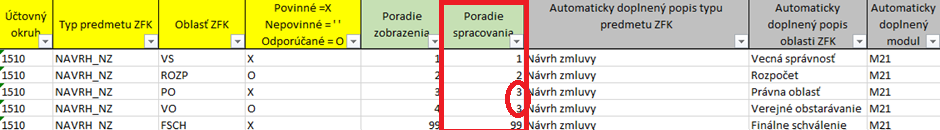 Účtovný okruh Typ predmetu ZFK Oblasť ZFK Povinné =X Nepovinné = ' ' Odporúčané = O Poradie zobrazenia Poradie spracovania Automaticky doplnený popis typu predmetu ZFK Automaticky doplnený popis oblasti ZFK Automaticky doplnený modul
1510 NAVRH_NZ VS X 1 1 Návrh zmluvy Vecná správnosť M21
1510 NAVRH_NZ ROZP O 2 2 Návrh zmluvy Rozpočet M21
1510 NAVRH_NZ PO X 3 3 Návrh zmluvy Právna oblasť M21
1510 NAVRH_NZ VO O 4 3 Návrh zmluvy Verejné obstarávanie M21
1510 NAVRH_NZ FSCH X 99 99 Návrh zmluvy Finálne schválenie M21